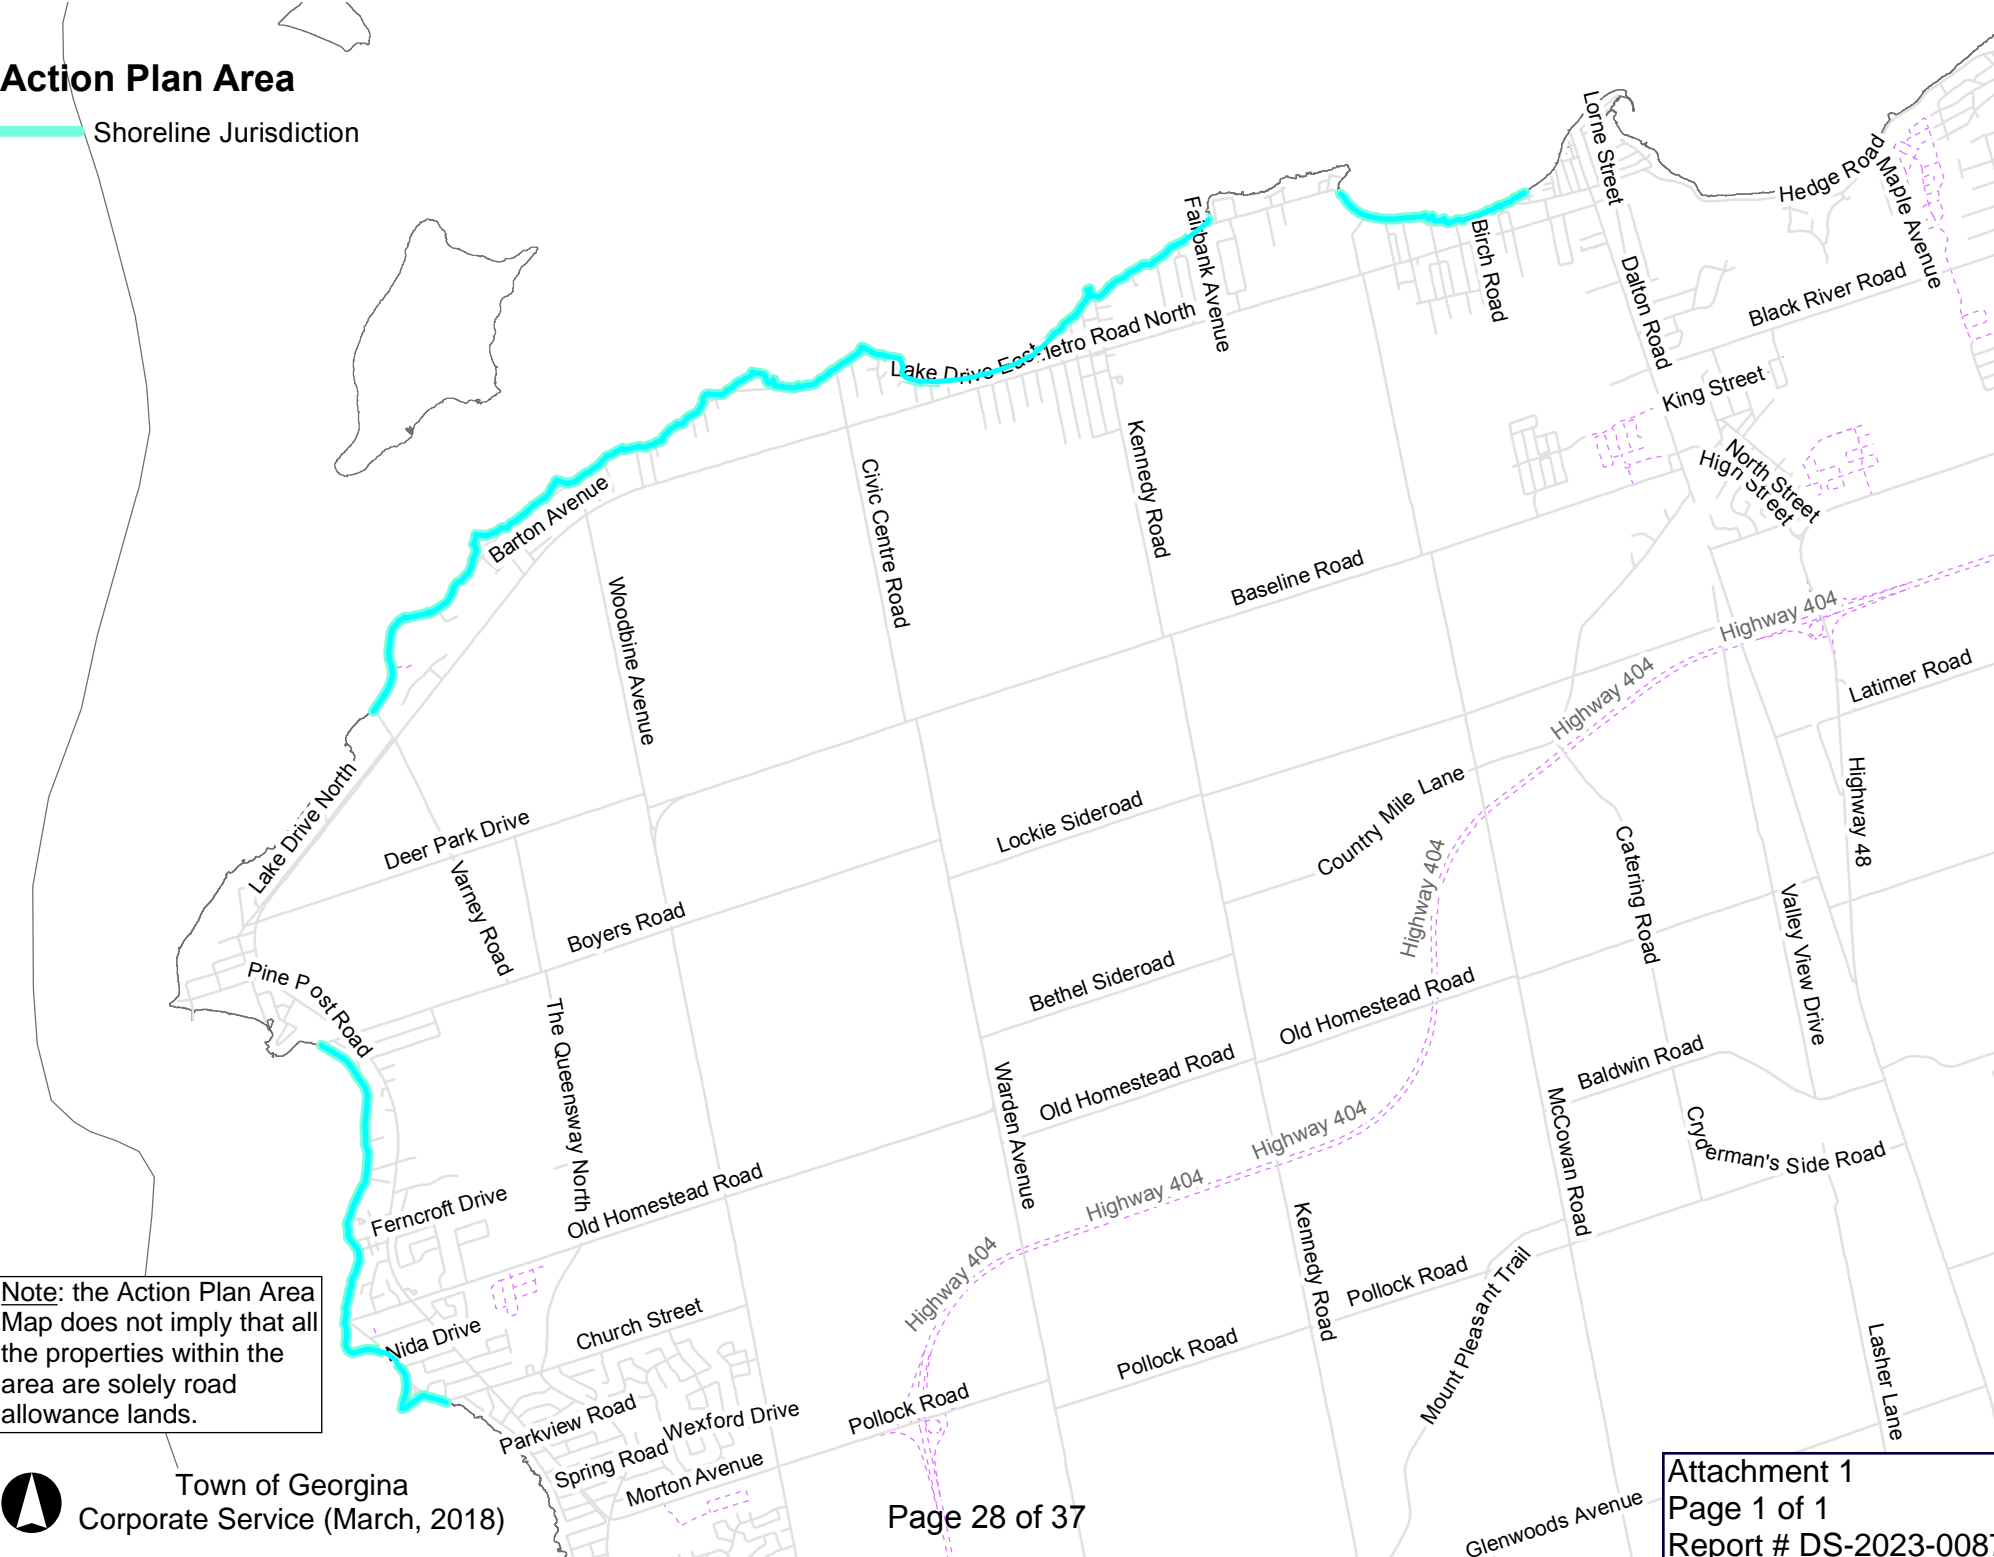 Action Plan Area
Shoreline Jurisdiction
Lorne Street
Hedge Road
Maple Avenue
Fairbank Avenue
Birch Road
Dalton Road
Black River Road
Lake Drive East
Metro Road North
King Street
North Street
High Street
Kennedy Road
Civic Centre Road
Barton Avenue
Baseline Road
Woodbine Avenue
Highway 404
Highway 404
Latimer Road
Lake Drive North
Deer Park Drive
Varney Road
Lockie Sideroad
Country Mile Lane
Highway 404
Catering Road
Highway 48
Valley View Drive
Boyers Road
Pine Post Road
Bethel Sideroad
Old Homestead Road
The Queensway North
Old Homestead Road
Warden Avenue
Baldwin Road
McCowan Road
Cryderman's Side Road
Highway 404
Highway 404
Old Homestead Road
Ferncroft Drive
Highway 404
Kennedy Road
Pollock Road
Mount Pleasant Trail
Note: the Action Plan Area
Map does not imply that all
the properties within the
area are solely road
allowance lands.
Nida Drive
Church Street
Pollock Road
Pollock Road
Lasher Lane
Parkview Road
Wexford Drive
Spring Road
Morton Avenue
Glenwoods Avenue
Town of Georgina
Corporate Service (March, 2018)
Page 28 of 37
Attachment 1
Page 1 of 1
Report # DS-2023-0087